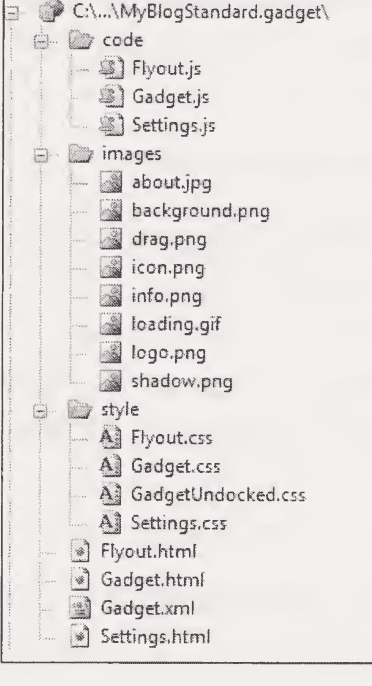 C:\...\MyBlogStandard.gadget\
code
Flyout.js
Gadget.js
Settings.js
images
about.jpg
background.png
drag.png
icon.png
info.png
loading.gif
logo.png
shadow.png
style
Flyout.css
Gadget.css
GadgetUndocked.css
Settings.css
Flyout.html
Gadget.html
Gadget.xml
Settings.html